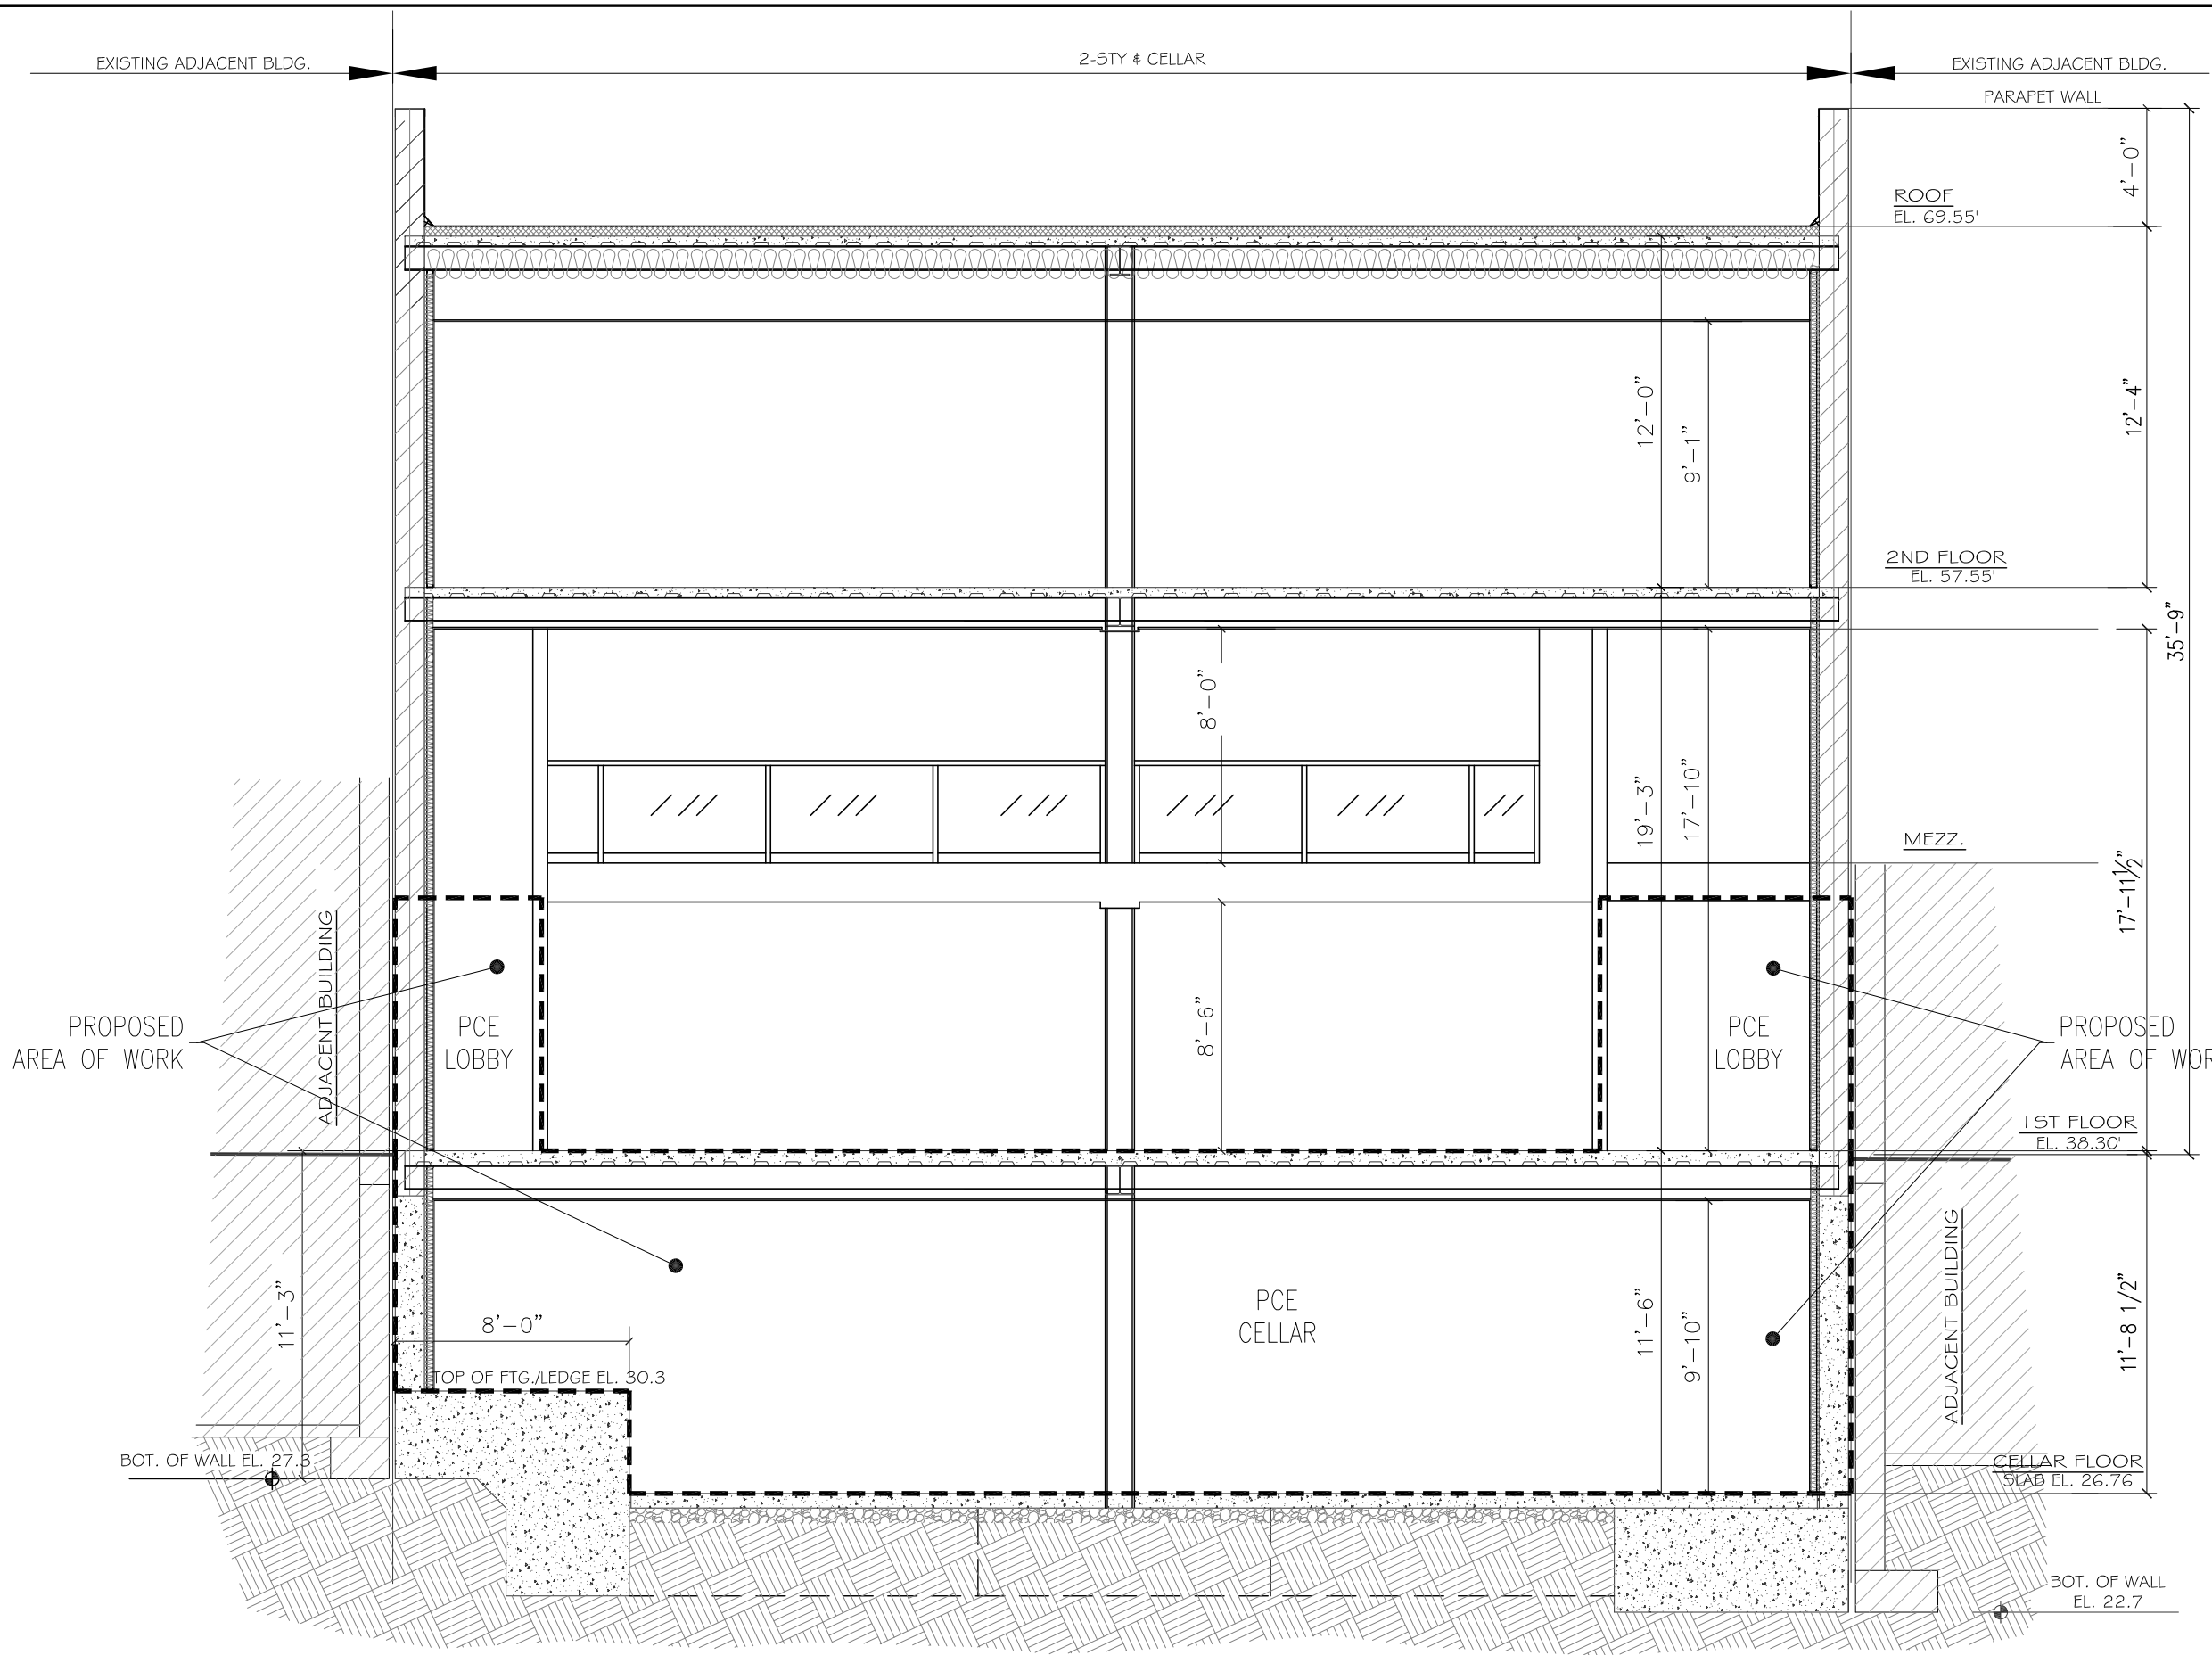 EXISTING ADJACENT BLDG.
2-STY & CELLAR
EXISTING ADJACENT BLDG.
PARAPET WALL
4'-0"
ROOF
EL. 69.55'
12'-0"
9'-1"
12'-4"
2ND FLOOR
EL. 57.55'
35'-9"
8'-0"
19'-3"
17'-10"
MEZZ.
17'-11½"
ADJACENT BUILDING
PROPOSED
AREA OF WORK
PCE
LOBBY
8'-6"
PCE
LOBBY
PROPOSED
AREA OF WOR
1ST FLOOR
EL. 38.30'
11'-3"
8'-0"
PCE
CELLAR
11'-6"
9'-10"
ADJACENT BUILDING
11'-8 1/2"
TOP OF FTG./LEDGE EL. 30.3
BOT. OF WALL EL. 27.3
CELLAR FLOOR
SLAB EL. 26.76
BOT. OF WALL
EL. 22.7